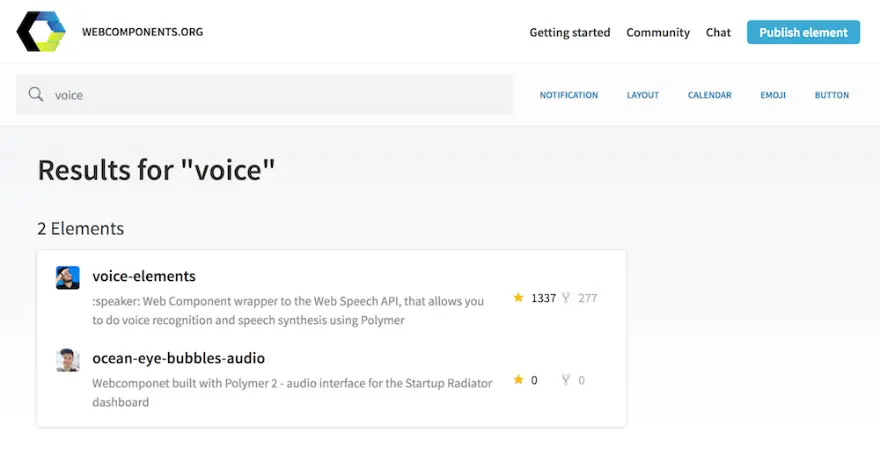 WEBCOMPONENTS.ORG
Getting started Community Chat Publish element
voice
NOTIFICATION LAYOUT CALENDAR EMOJI BUTTON
Results for "voice"
2 Elements
voice-elements
:speaker: Web Component wrapper to the Web Speech API, that allows you
to do voice recognition and speech synthesis using Polymer
1337 277
ocean-eye-bubbles-audio
Webcomponet built with Polymer 2 - audio interface for the Startup Radiator
dashboard
0 0